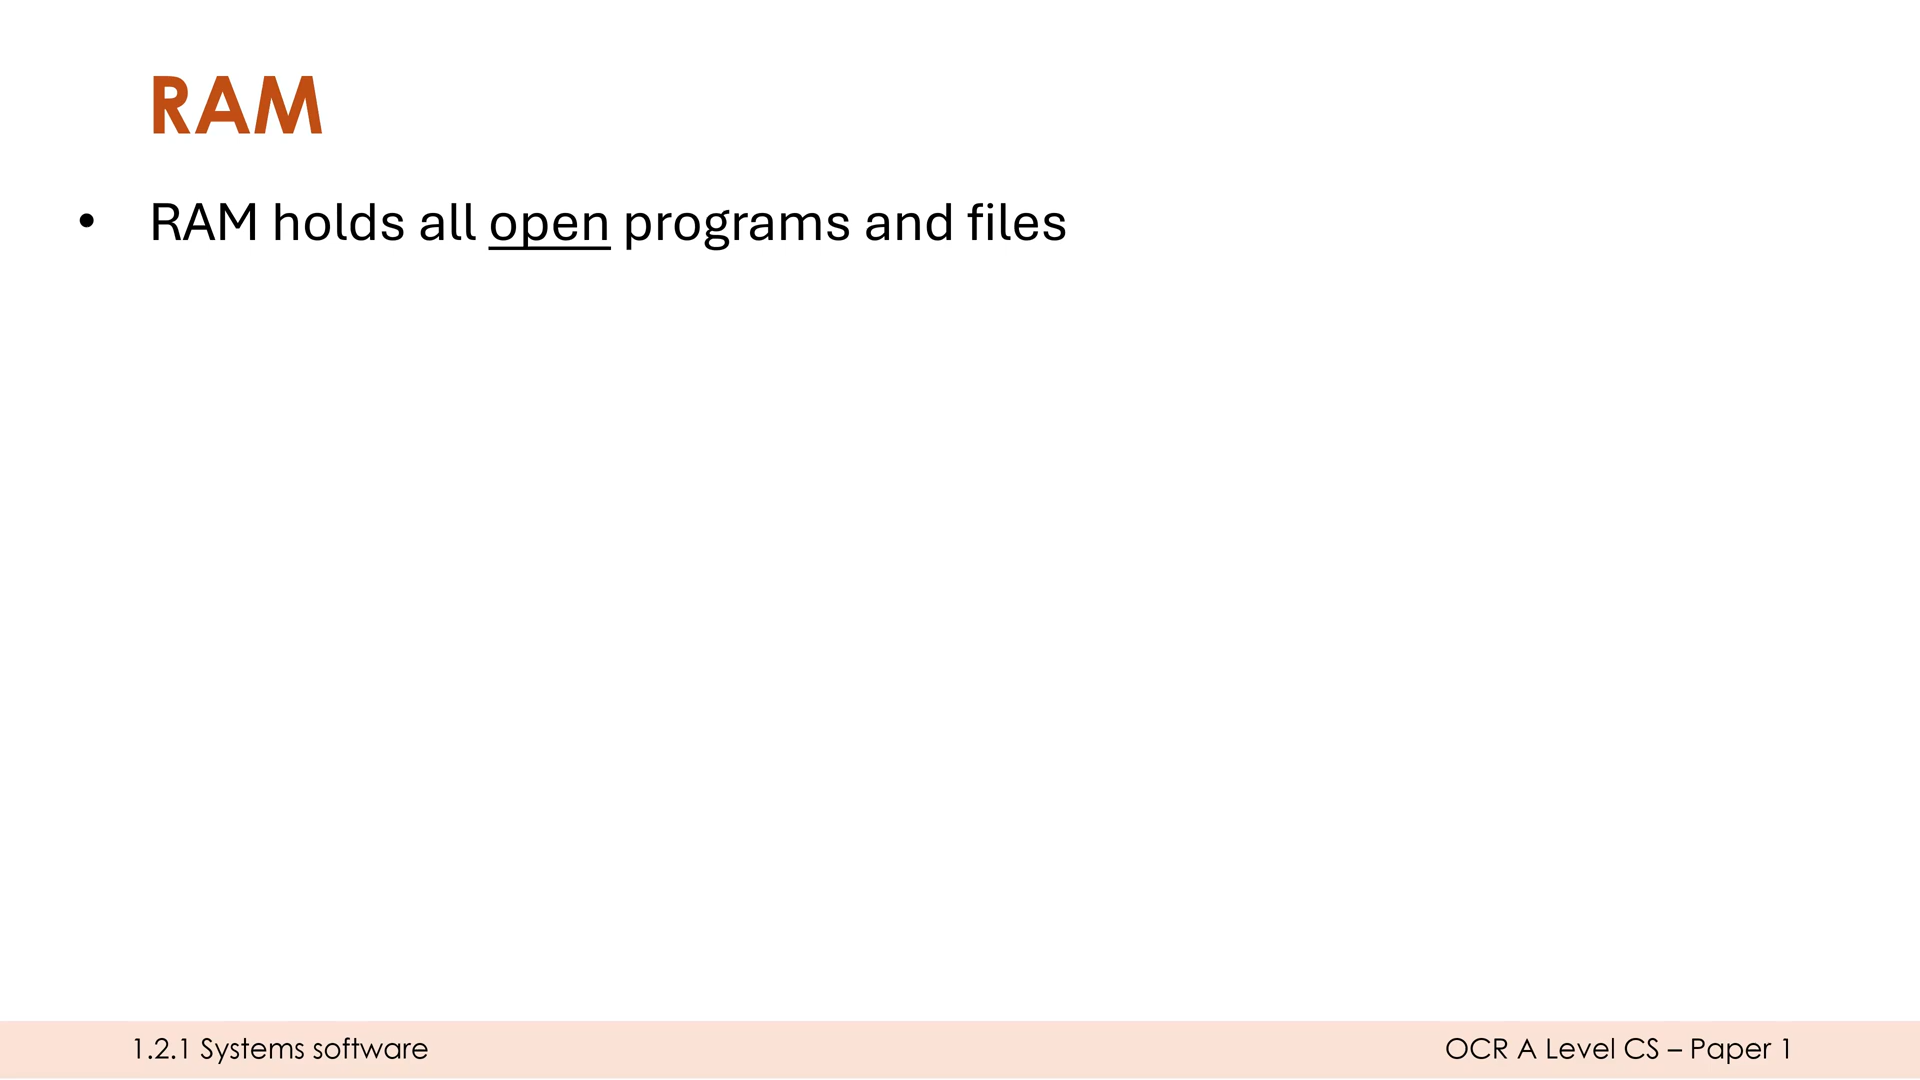 RAM
• RAM holds all open programs and files
1.2.1 Systems software
OCR A Level CS – Paper 1